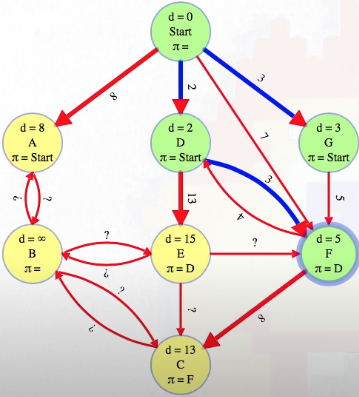 d = 0
Start
π =
8
2
3
7
d = 8
A
π = Start
d = 2
D
π = Start
d = 3
G
π = Start
?
?
13
4
3
5
d = ∞
B
π =
?
?
d = 15
E
π = D
?
d = 5
F
π = D
?
?
?
8
d = 13
C
π = F